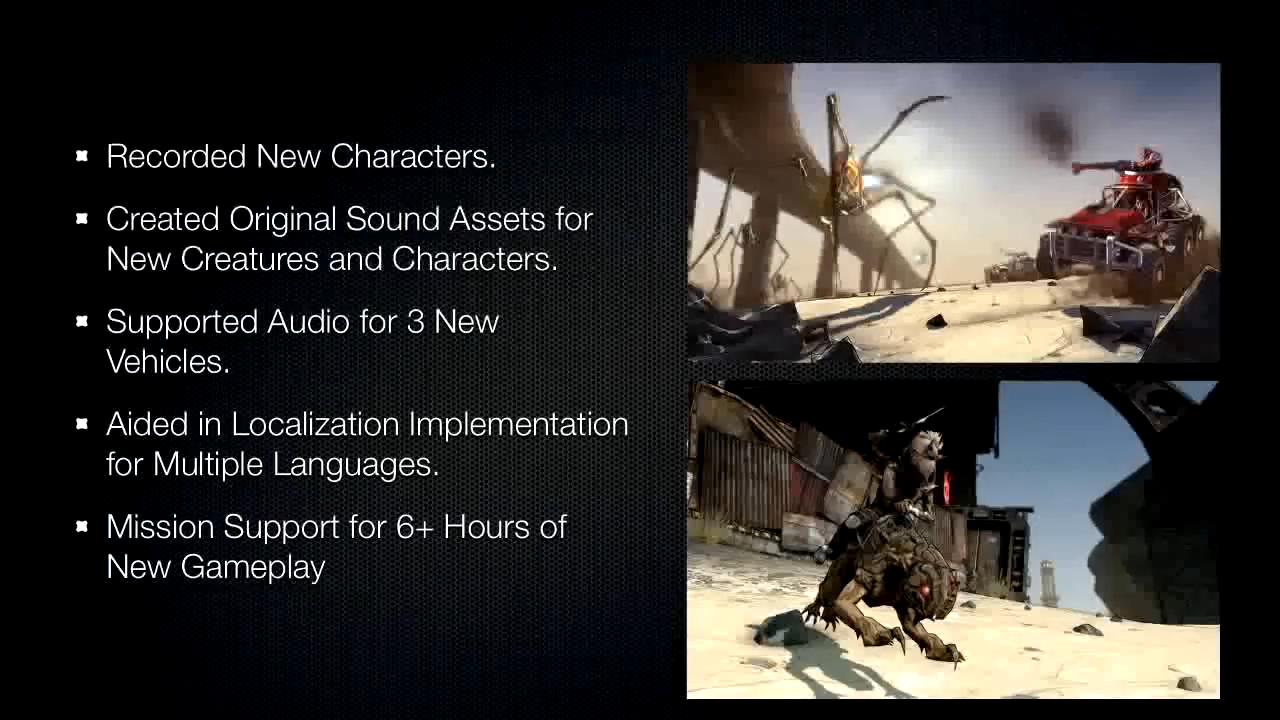 Recorded New Characters.
Created Original Sound Assets for
New Creatures and Characters.
Supported Audio for 3 New
Vehicles.
Aided in Localization Implementation
for Multiple Languages.
Mission Support for 6+ Hours of
New Gameplay